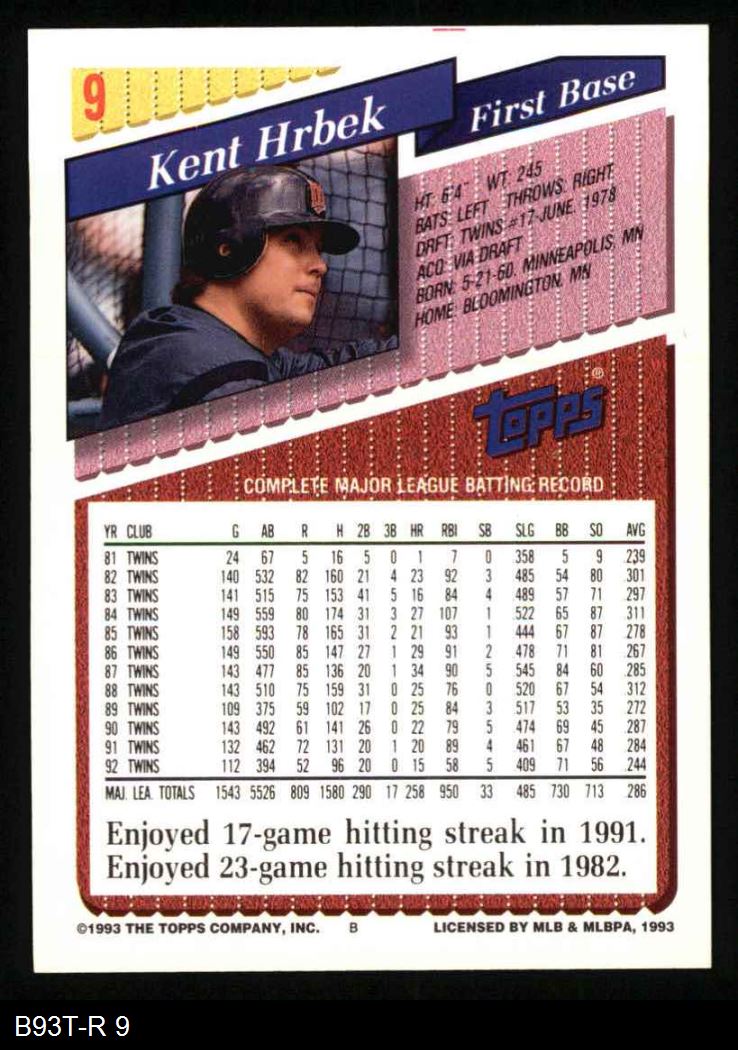 9
Kent Hrbek
First Base
HT. 6'4" WT. 245
BATS: LEFT THROWS: RIGHT
DRFT: TWINS #17-JUNE, 1978
ACQ: VIA DRAFT
BORN: 5-21-60, MINNEAPOLIS, MN
HOME: BLOOMINGTON, MN
topps®
COMPLETE MAJOR LEAGUE BATTING RECORD
YR CLUB G AB R H 2B 3B HR RBI SB SLG BB SO AVG
81 TWINS 24 67 5 16 5 0 1 7 0 .358 5 9 .239
82 TWINS 140 532 82 160 21 4 23 92 3 .485 54 80 .301
83 TWINS 141 515 75 153 41 5 16 84 4 .489 57 71 .297
84 TWINS 149 559 80 174 31 3 27 107 1 .522 65 87 .311
85 TWINS 158 593 78 165 31 2 21 93 1 .444 67 87 .278
86 TWINS 149 550 85 147 27 1 29 91 2 .478 71 81 .267
87 TWINS 143 477 85 136 20 1 34 90 5 .545 84 60 .285
88 TWINS 143 510 75 159 31 0 25 76 0 .520 67 54 .312
89 TWINS 109 375 59 102 17 0 25 84 3 .517 53 35 .272
90 TWINS 143 492 61 141 26 0 22 79 5 .474 69 45 .287
91 TWINS 132 462 72 131 20 1 20 89 4 .461 67 48 .284
92 TWINS 112 394 52 96 20 0 15 58 5 .409 71 56 .244
MAJ. LEA. TOTALS 1543 5526 809 1580 290 17 258 950 33 .485 730 713 .286
Enjoyed 17-game hitting streak in 1991.
Enjoyed 23-game hitting streak in 1982.
©1993 THE TOPPS COMPANY, INC. B LICENSED BY MLB & MLBPA, 1993
B93T-R 9